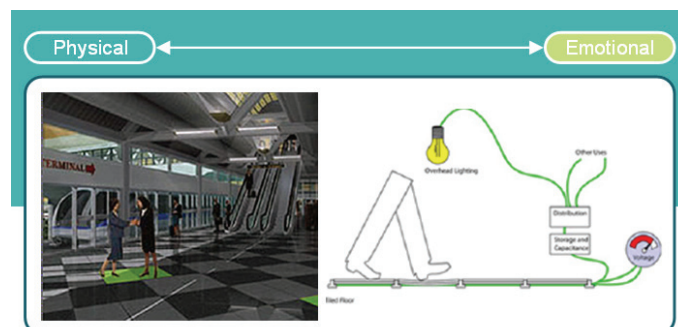 Physical
Emotional
TERMINAL
Overhead Lighting
Other Uses
Distribution
Storage and
Capacitance
Voltage
tiled Floor